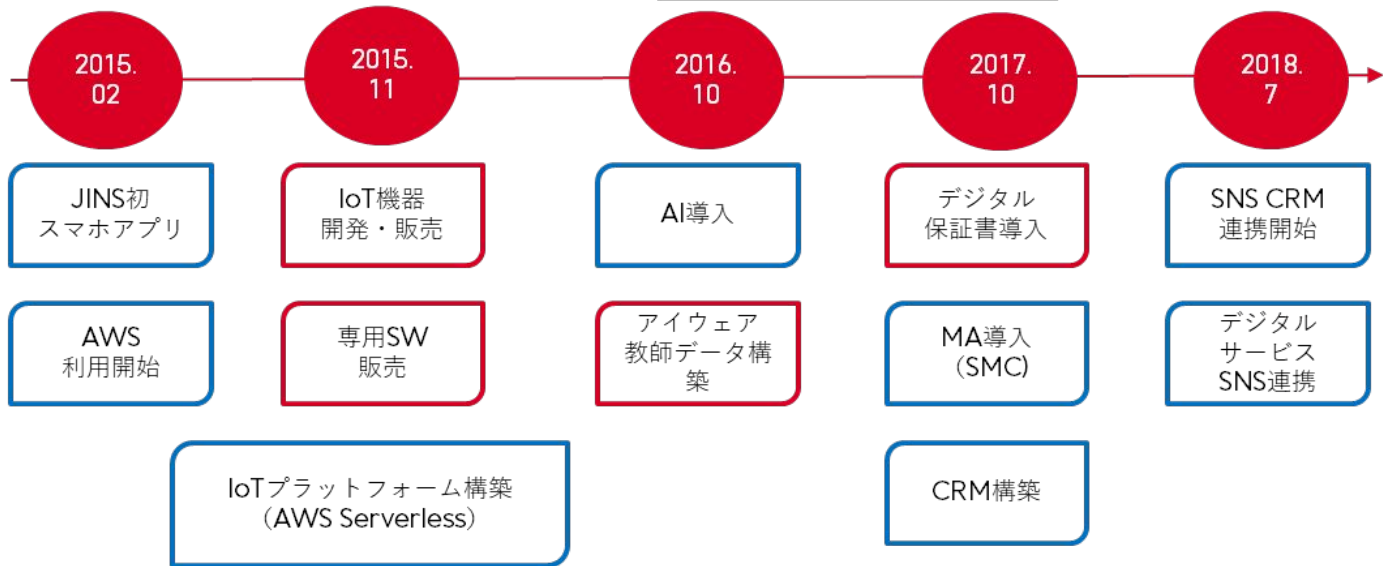 2015.
02
2015.
11
2016.
10
2017.
10
2018.
7
JINS初
スマホアプリ
IoT機器
開発・販売
AI導入
デジタル
保証書導入
SNS CRM
連携開始
AWS
利用開始
専用SW
販売
アイウェア
教師データ構
築
MA導入
（SMC)
デジタル
サービス
SNS連携
IoTプラットフォーム構築
（AWS Serverless）
CRM構築